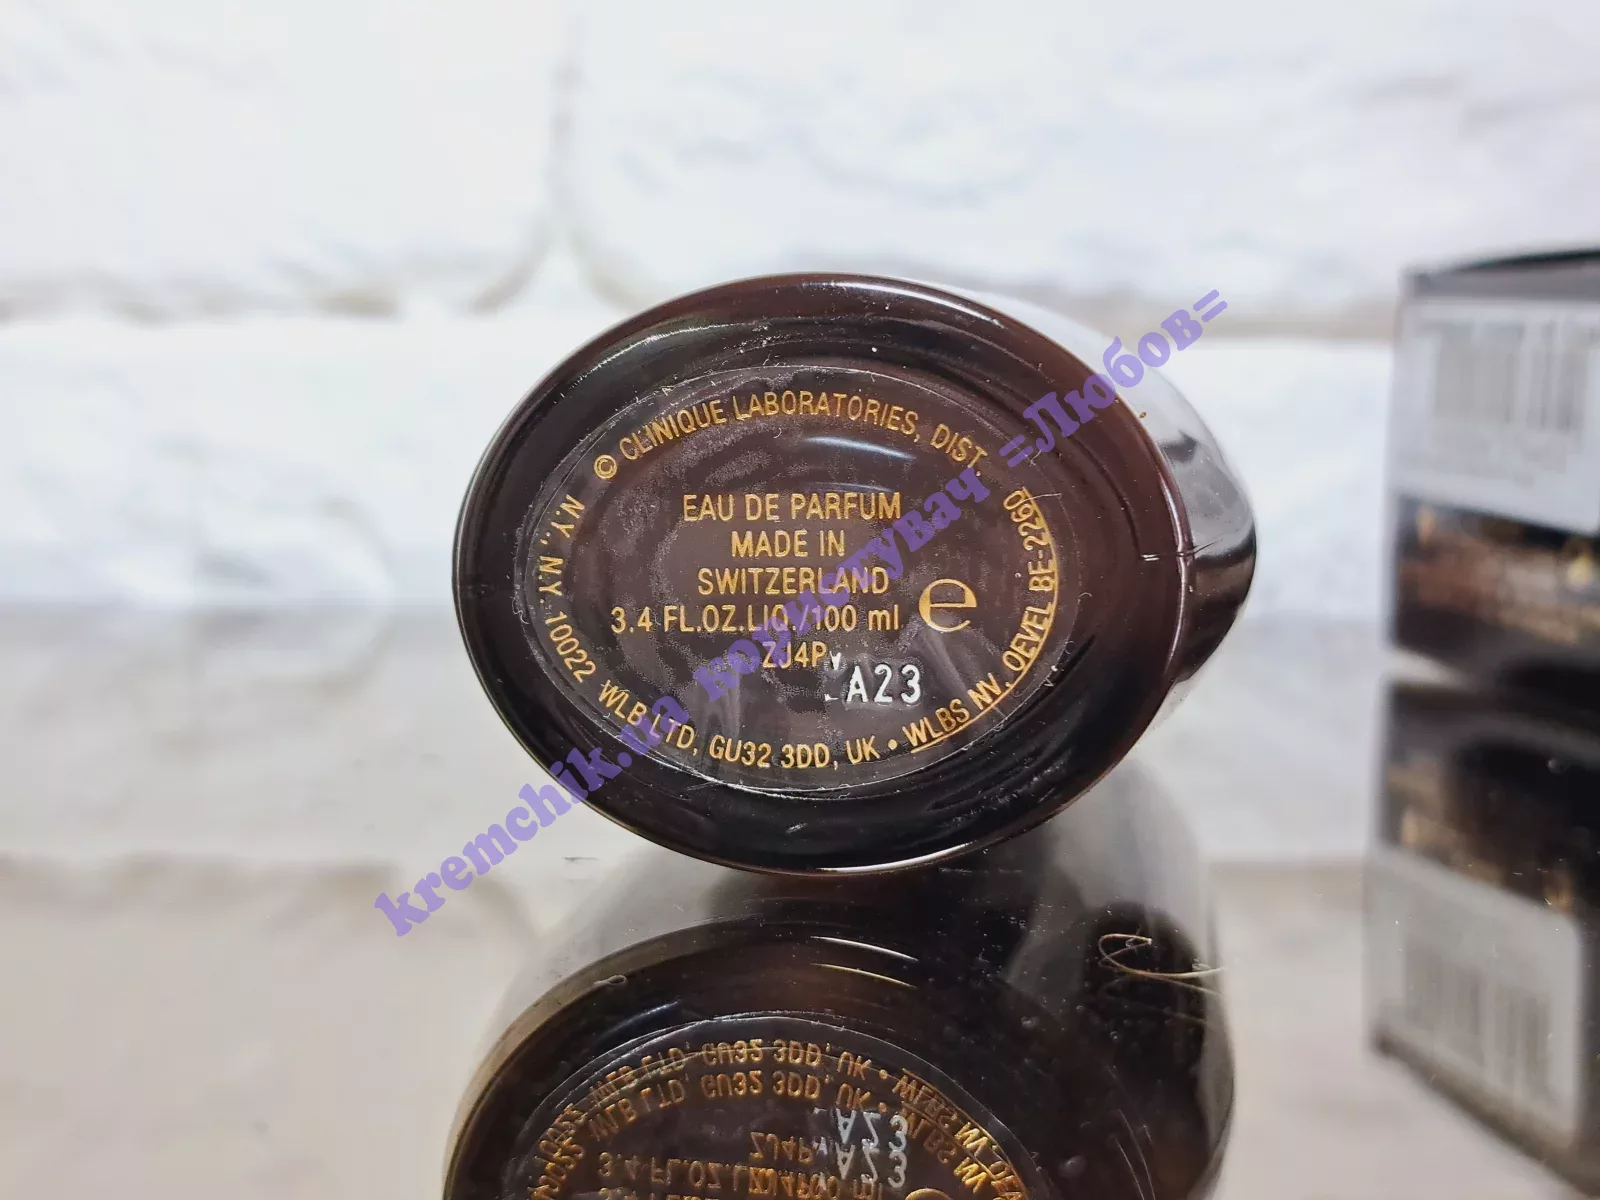 © CLINIQUE LABORATORIES, DIST.
N.Y., N.Y. 10022 WLB LTD, GU32 3DD, UK • WLBS NV, OEVEL BE-2260
EAU DE PARFUM
MADE IN
SWITZERLAND
3.4 FL.OZ.LIQ./100 ml e
ZJ4P
A23
kremchik.ua користувач =Любов=